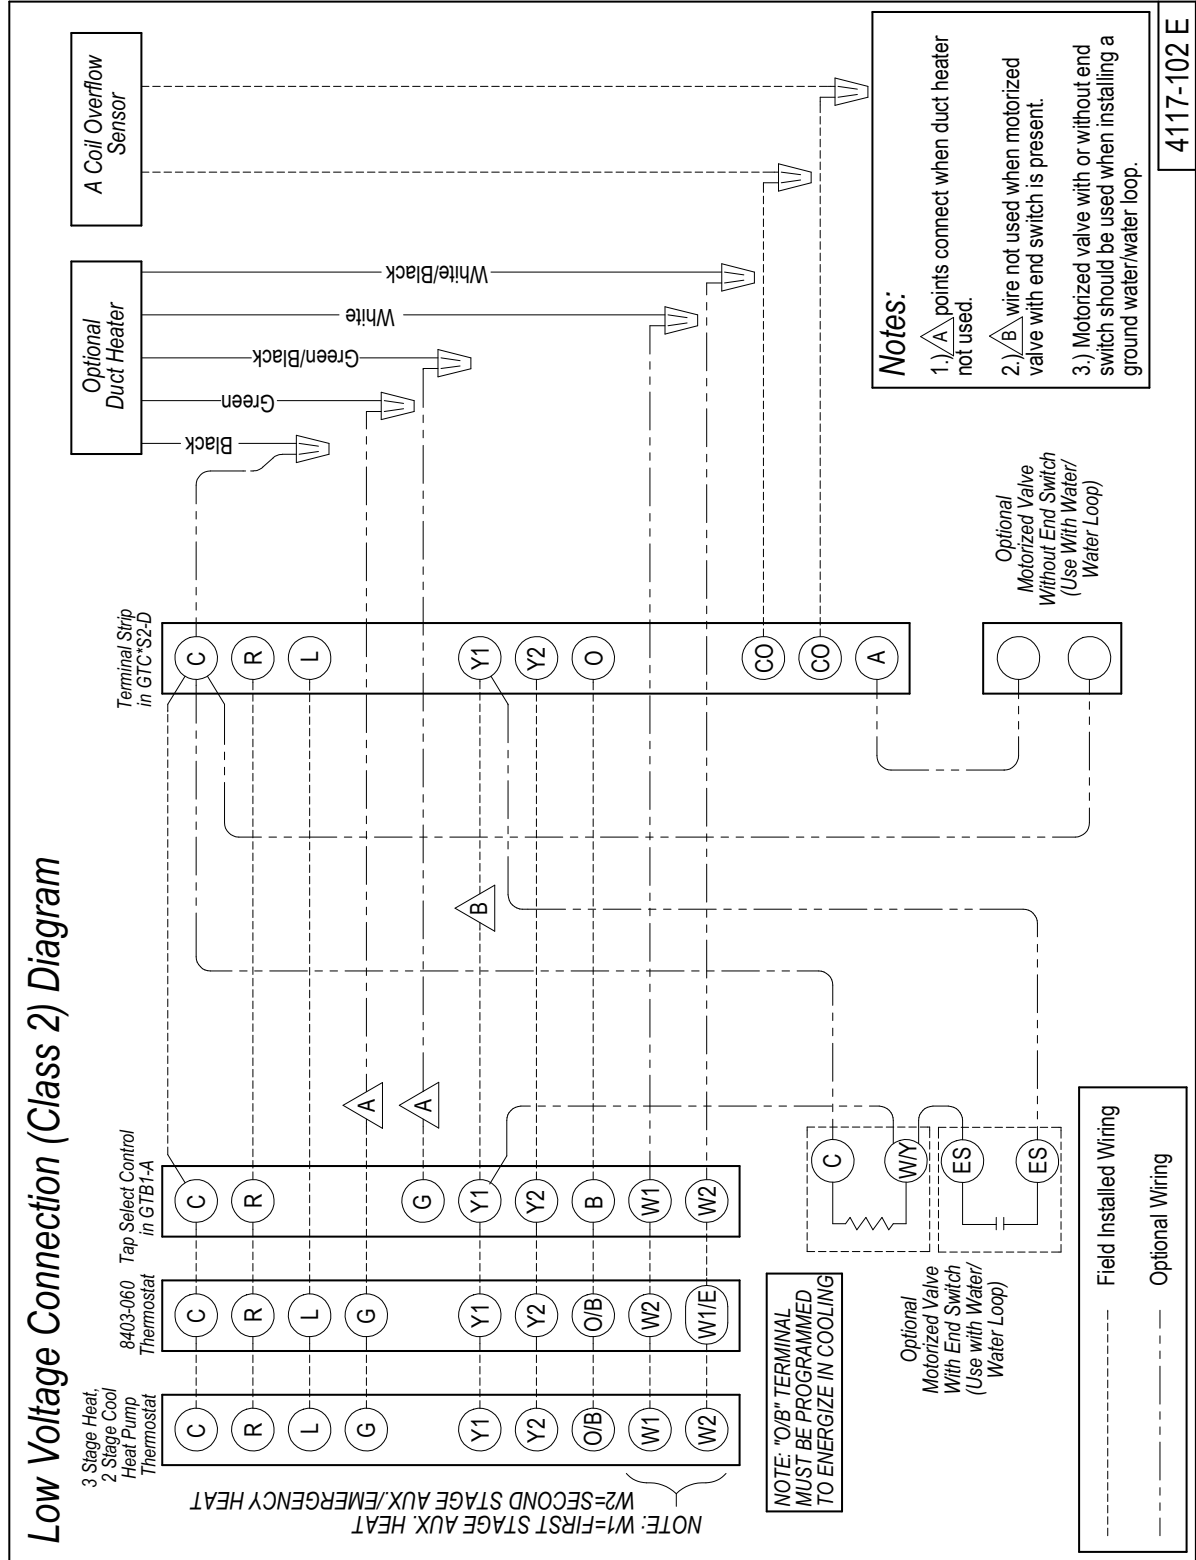 Low Voltage Connection (Class 2) Diagram
3 Stage Heat,
2 Stage Cool
Heat Pump
Thermostat
C
R
L
G
Y1
Y2
O/B
W1
W2
NOTE: W1=FIRST STAGE AUX. HEAT
W2=SECOND STAGE AUX./EMERGENCY HEAT
8403-060
Thermostat
C
R
L
G
Y1
Y2
O/B
W2
W1/E
Tap Select Control
in GTB1-A
C
R
G
Y1
Y2
B
W1
W2
A
A
B
Terminal Strip
in GTC*S2-D
C
R
L
Y1
Y2
O
CO
CO
A
Optional
Duct Heater
Black
Green
Green/Black
White
White/Black
A Coil Overflow
Sensor
NOTE: "O/B" TERMINAL
MUST BE PROGRAMMED
TO ENERGIZE IN COOLING
Optional
Motorized Valve
With End Switch
(Use with Water/
Water Loop)
C
W/Y
ES
ES
Optional
Motorized Valve
Without End Switch
(Use With Water/
Water Loop)
Field Installed Wiring
Optional Wiring
Notes:
1.) A points connect when duct heater
not used.
2.) B wire not used when motorized
valve with end switch is present.
3.) Motorized valve with or without end
switch should be used when installing a
ground water/water loop.
4117-102 E